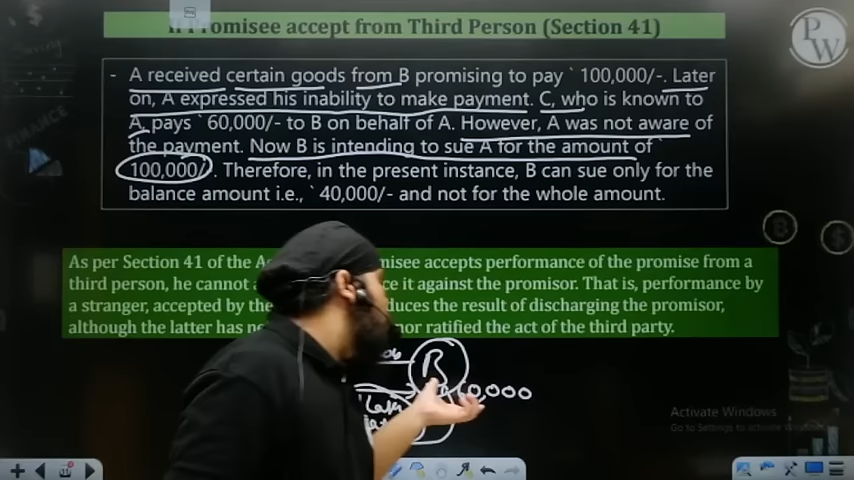 Promisee accept from Third Person (Section 41)
PW
- A received certain goods from B promising to pay ` 100,000/-. Later
on, A expressed his inability to make payment. C, who is known to
A, pays ` 60,000/- to B on behalf of A. However, A was not aware of
the payment. Now B is intending to sue A for the amount of `
100,000/-. Therefore, in the present instance, B can sue only for the
balance amount i.e., ` 40,000/- and not for the whole amount.
FINANCE
As per Section 41 of the accepts performance of the promise from a
third person, he cannot it against the promisor. That is, performance by
a stranger, accepted by the the result of discharging the promisor,
although the latter has nor ratified the act of the third party.
B
60,000
Activate Windows
Go to Settings to activate Windows